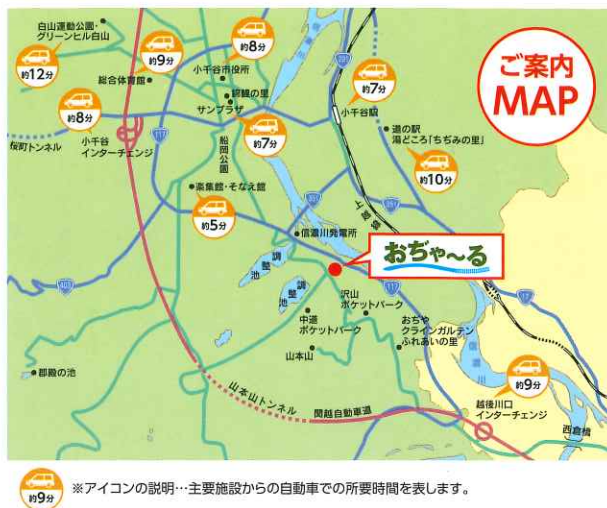 ご案内
MAP
白山運動公園・
グリーンヒル白山
約12分
約9分
総合体育館
約8分
小千谷市役所
錦鯉の里
サンプラザ
約7分
小千谷駅
道の駅
湯どころ「ちぢみの里」
約10分
約8分
桜町トンネル
小千谷
インターチェンジ
117
船岡公園
約7分
楽集館・そなえ館
約5分
信濃川発電所
上越線
291
351
おぢゃ〜る
調整池
調整池
沢山
ポケットパーク
中道
ポケットパーク
山本山
おぢや
クラインガルテン
ふれあいの里
117
17
信濃川
郡殿の池
山本山トンネル
関越自動車道
約9分
越後川口
インターチェンジ
西倉橋
約9分
※アイコンの説明…主要施設からの自動車での所要時間を表します。